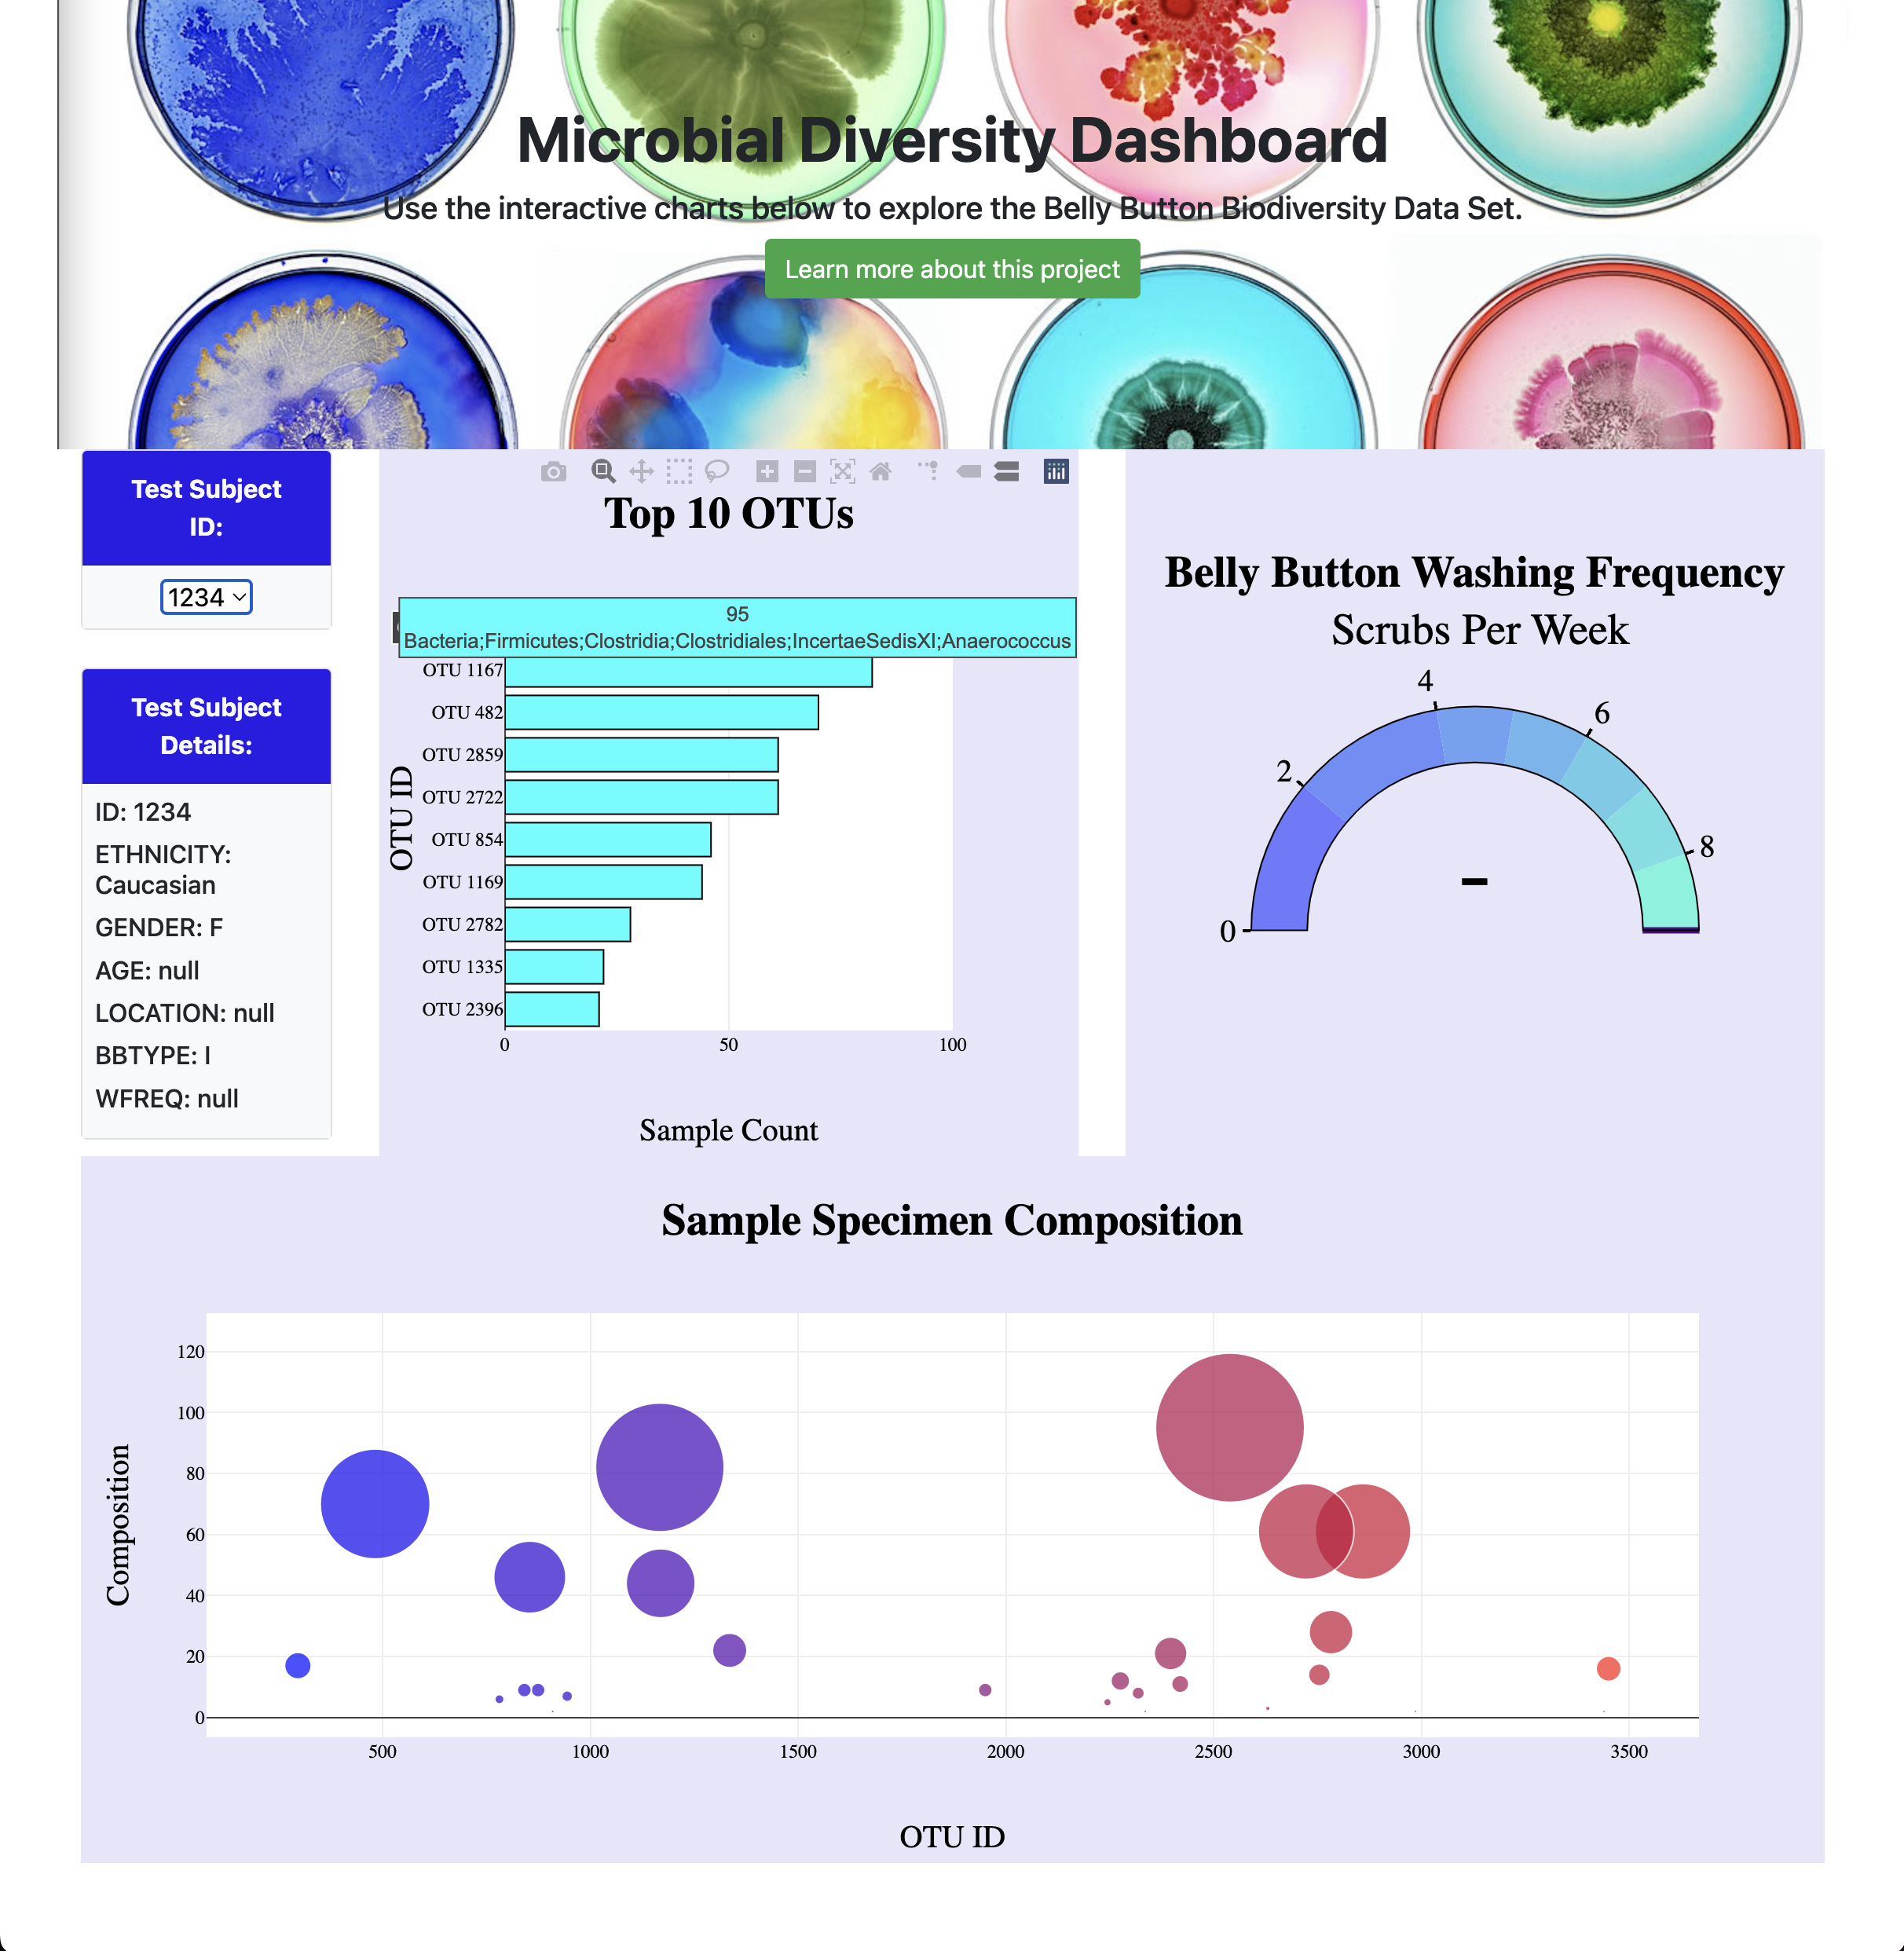 Microbial Diversity Dashboard
Use the interactive charts below to explore the Belly Button Biodiversity Data Set.
Learn more about this project
Test Subject
ID:
1234
Test Subject
Details:
ID: 1234
ETHNICITY:
Caucasian
GENDER: F
AGE: null
LOCATION: null
BBTYPE: I
WFREQ: null
Top 10 OTUs
95
Bacteria;Firmicutes;Clostridia;Clostridiales;IncertaeSedisXI;Anaerococcus
OTU 1167
OTU 482
OTU 2859
OTU 2722
OTU 854
OTU 1169
OTU 2782
OTU 1335
OTU 2396
OTU ID
0 50 100
Sample Count
Belly Button Washing Frequency
Scrubs Per Week
0
2
4
6
8
–
Sample Specimen Composition
Composition
120
100
80
60
40
20
0
500 1000 1500 2000 2500 3000 3500
OTU ID